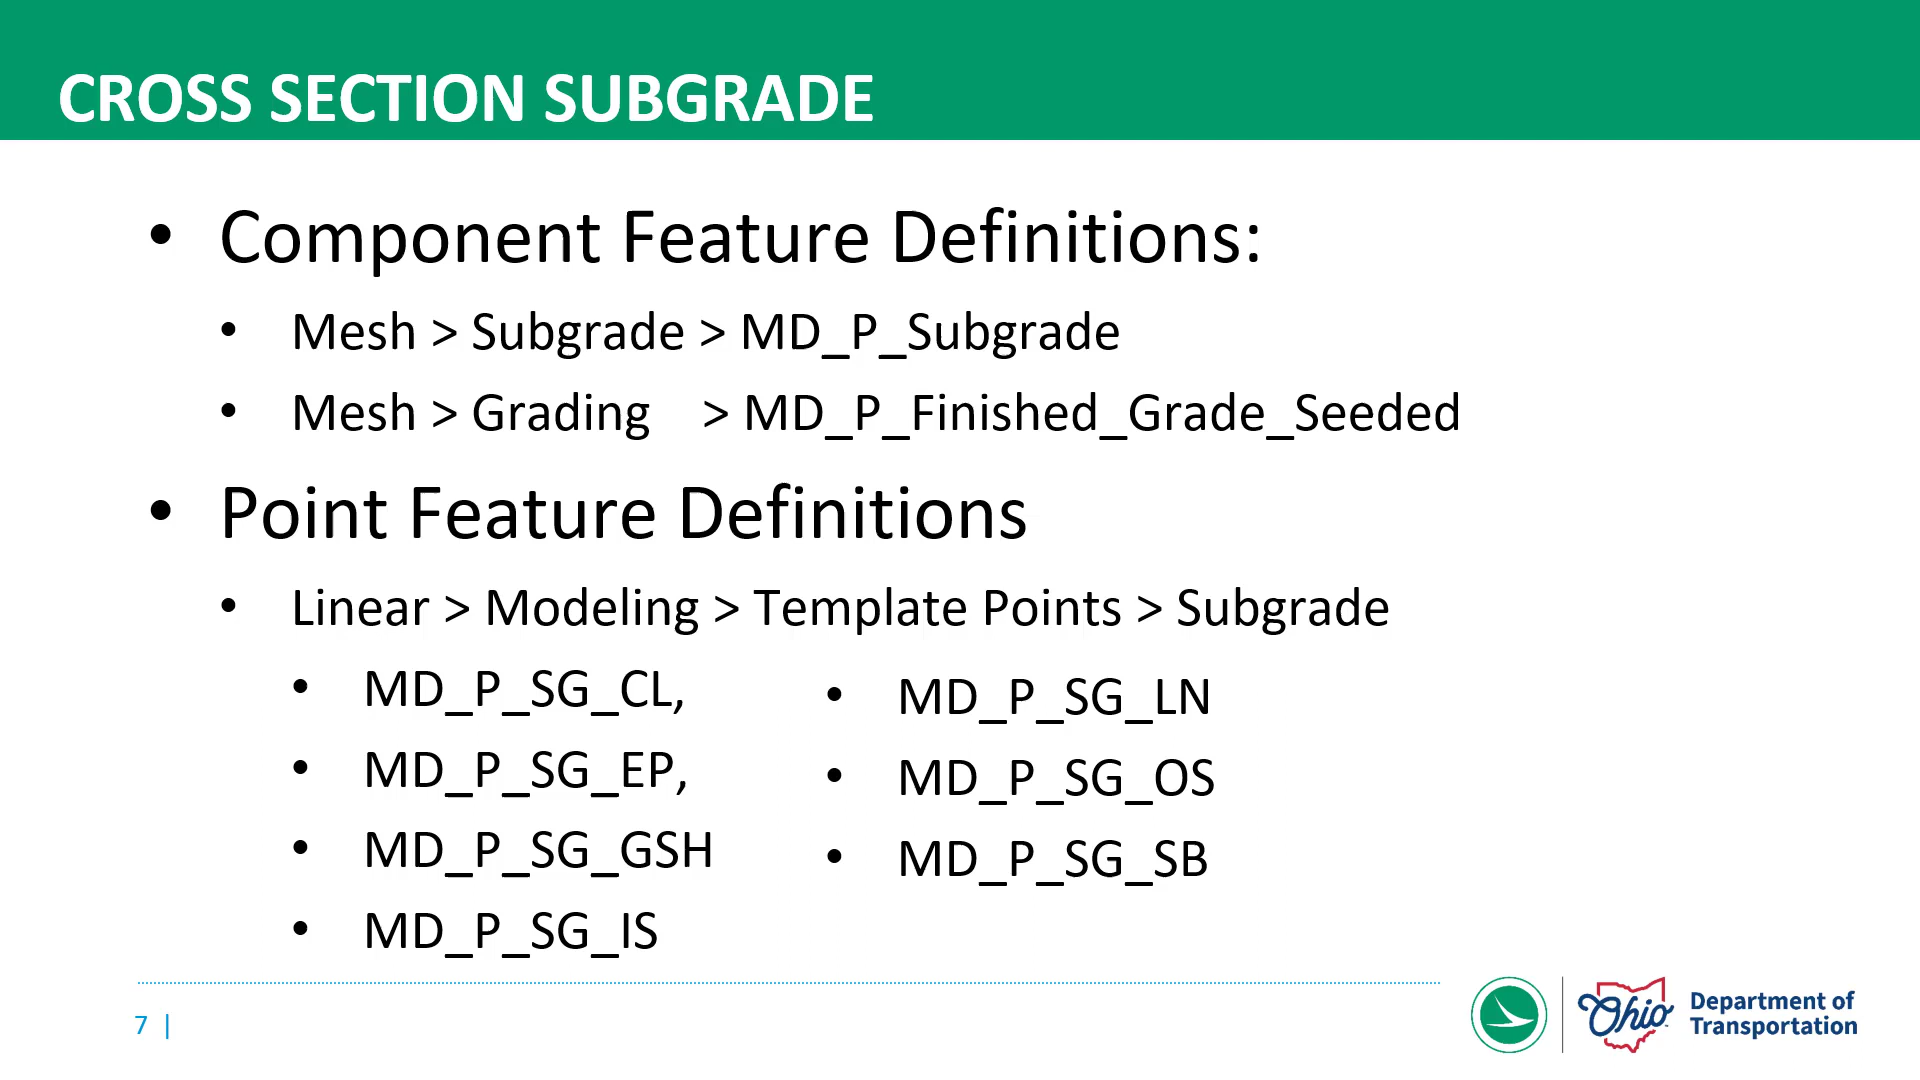 CROSS SECTION SUBGRADE
• Component Feature Definitions:
• Mesh > Subgrade > MD_P_Subgrade
• Mesh > Grading > MD_P_Finished_Grade_Seeded
• Point Feature Definitions
• Linear > Modeling > Template Points > Subgrade
• MD_P_SG_CL,
• MD_P_SG_EP,
• MD_P_SG_GSH
• MD_P_SG_IS
• MD_P_SG_LN
• MD_P_SG_OS
• MD_P_SG_SB
7 |
Ohio
Department of
Transportation